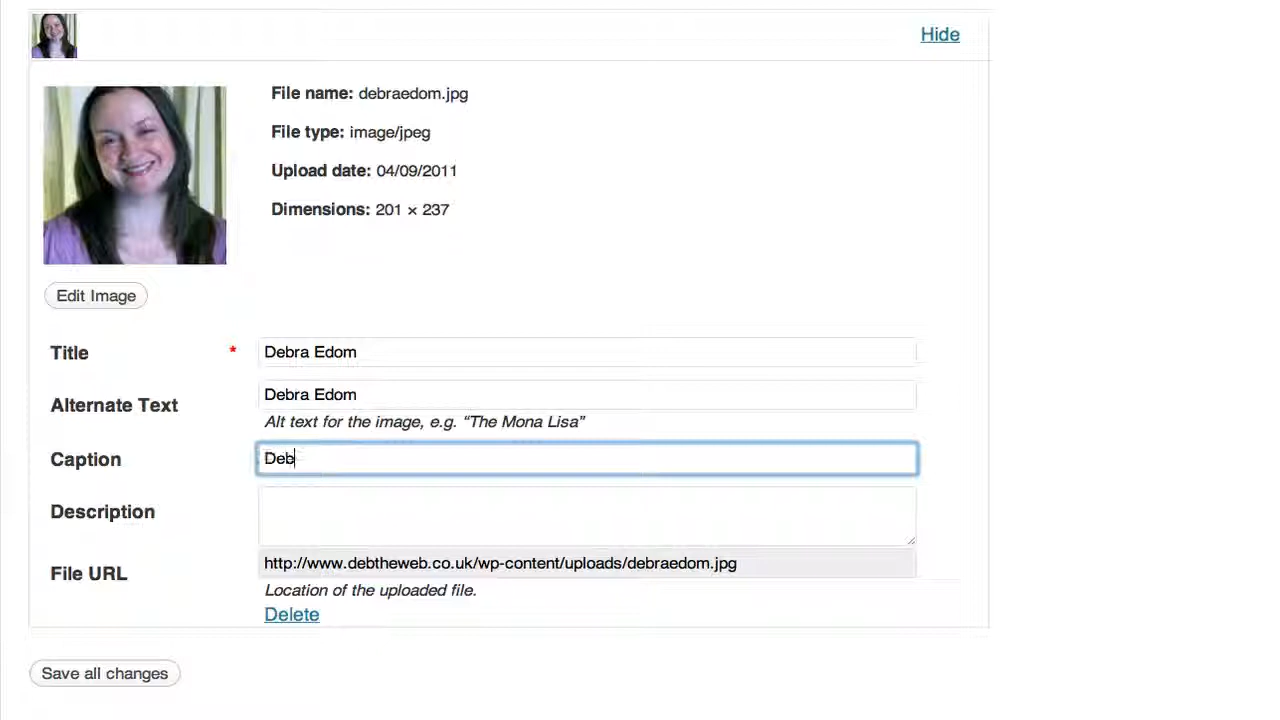 Hide
File name: debraedom.jpg
File type: image/jpeg
Upload date: 04/09/2011
Dimensions: 201 × 237
Edit Image
Title * Debra Edom
Alternate Text Debra Edom
Alt text for the image, e.g. “The Mona Lisa”
Caption Deb
Description
File URL http://www.debtheweb.co.uk/wp-content/uploads/debraedom.jpg
Location of the uploaded file.
Delete
Save all changes